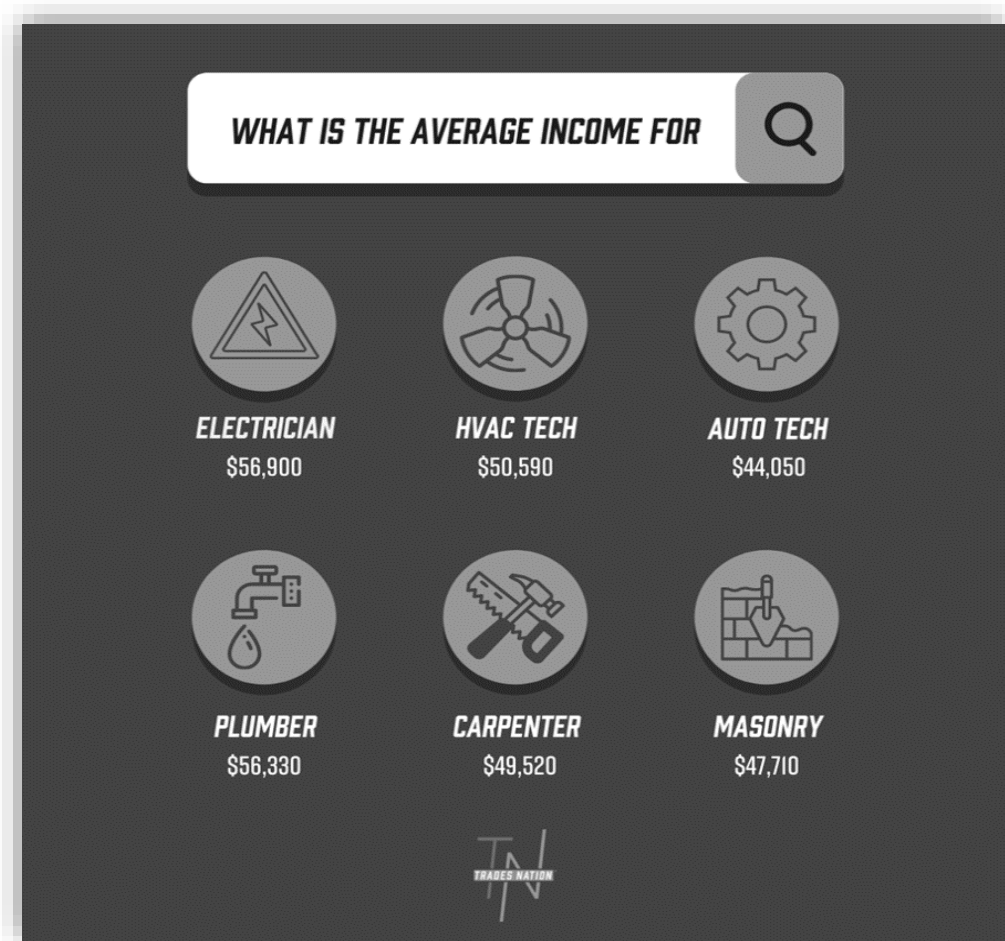 WHAT IS THE AVERAGE INCOME FOR
ELECTRICIAN
$56,900
HVAC TECH
$50,590
AUTO TECH
$44,050
PLUMBER
$56,330
CARPENTER
$49,520
MASONRY
$47,710
TN
TRADES NATION